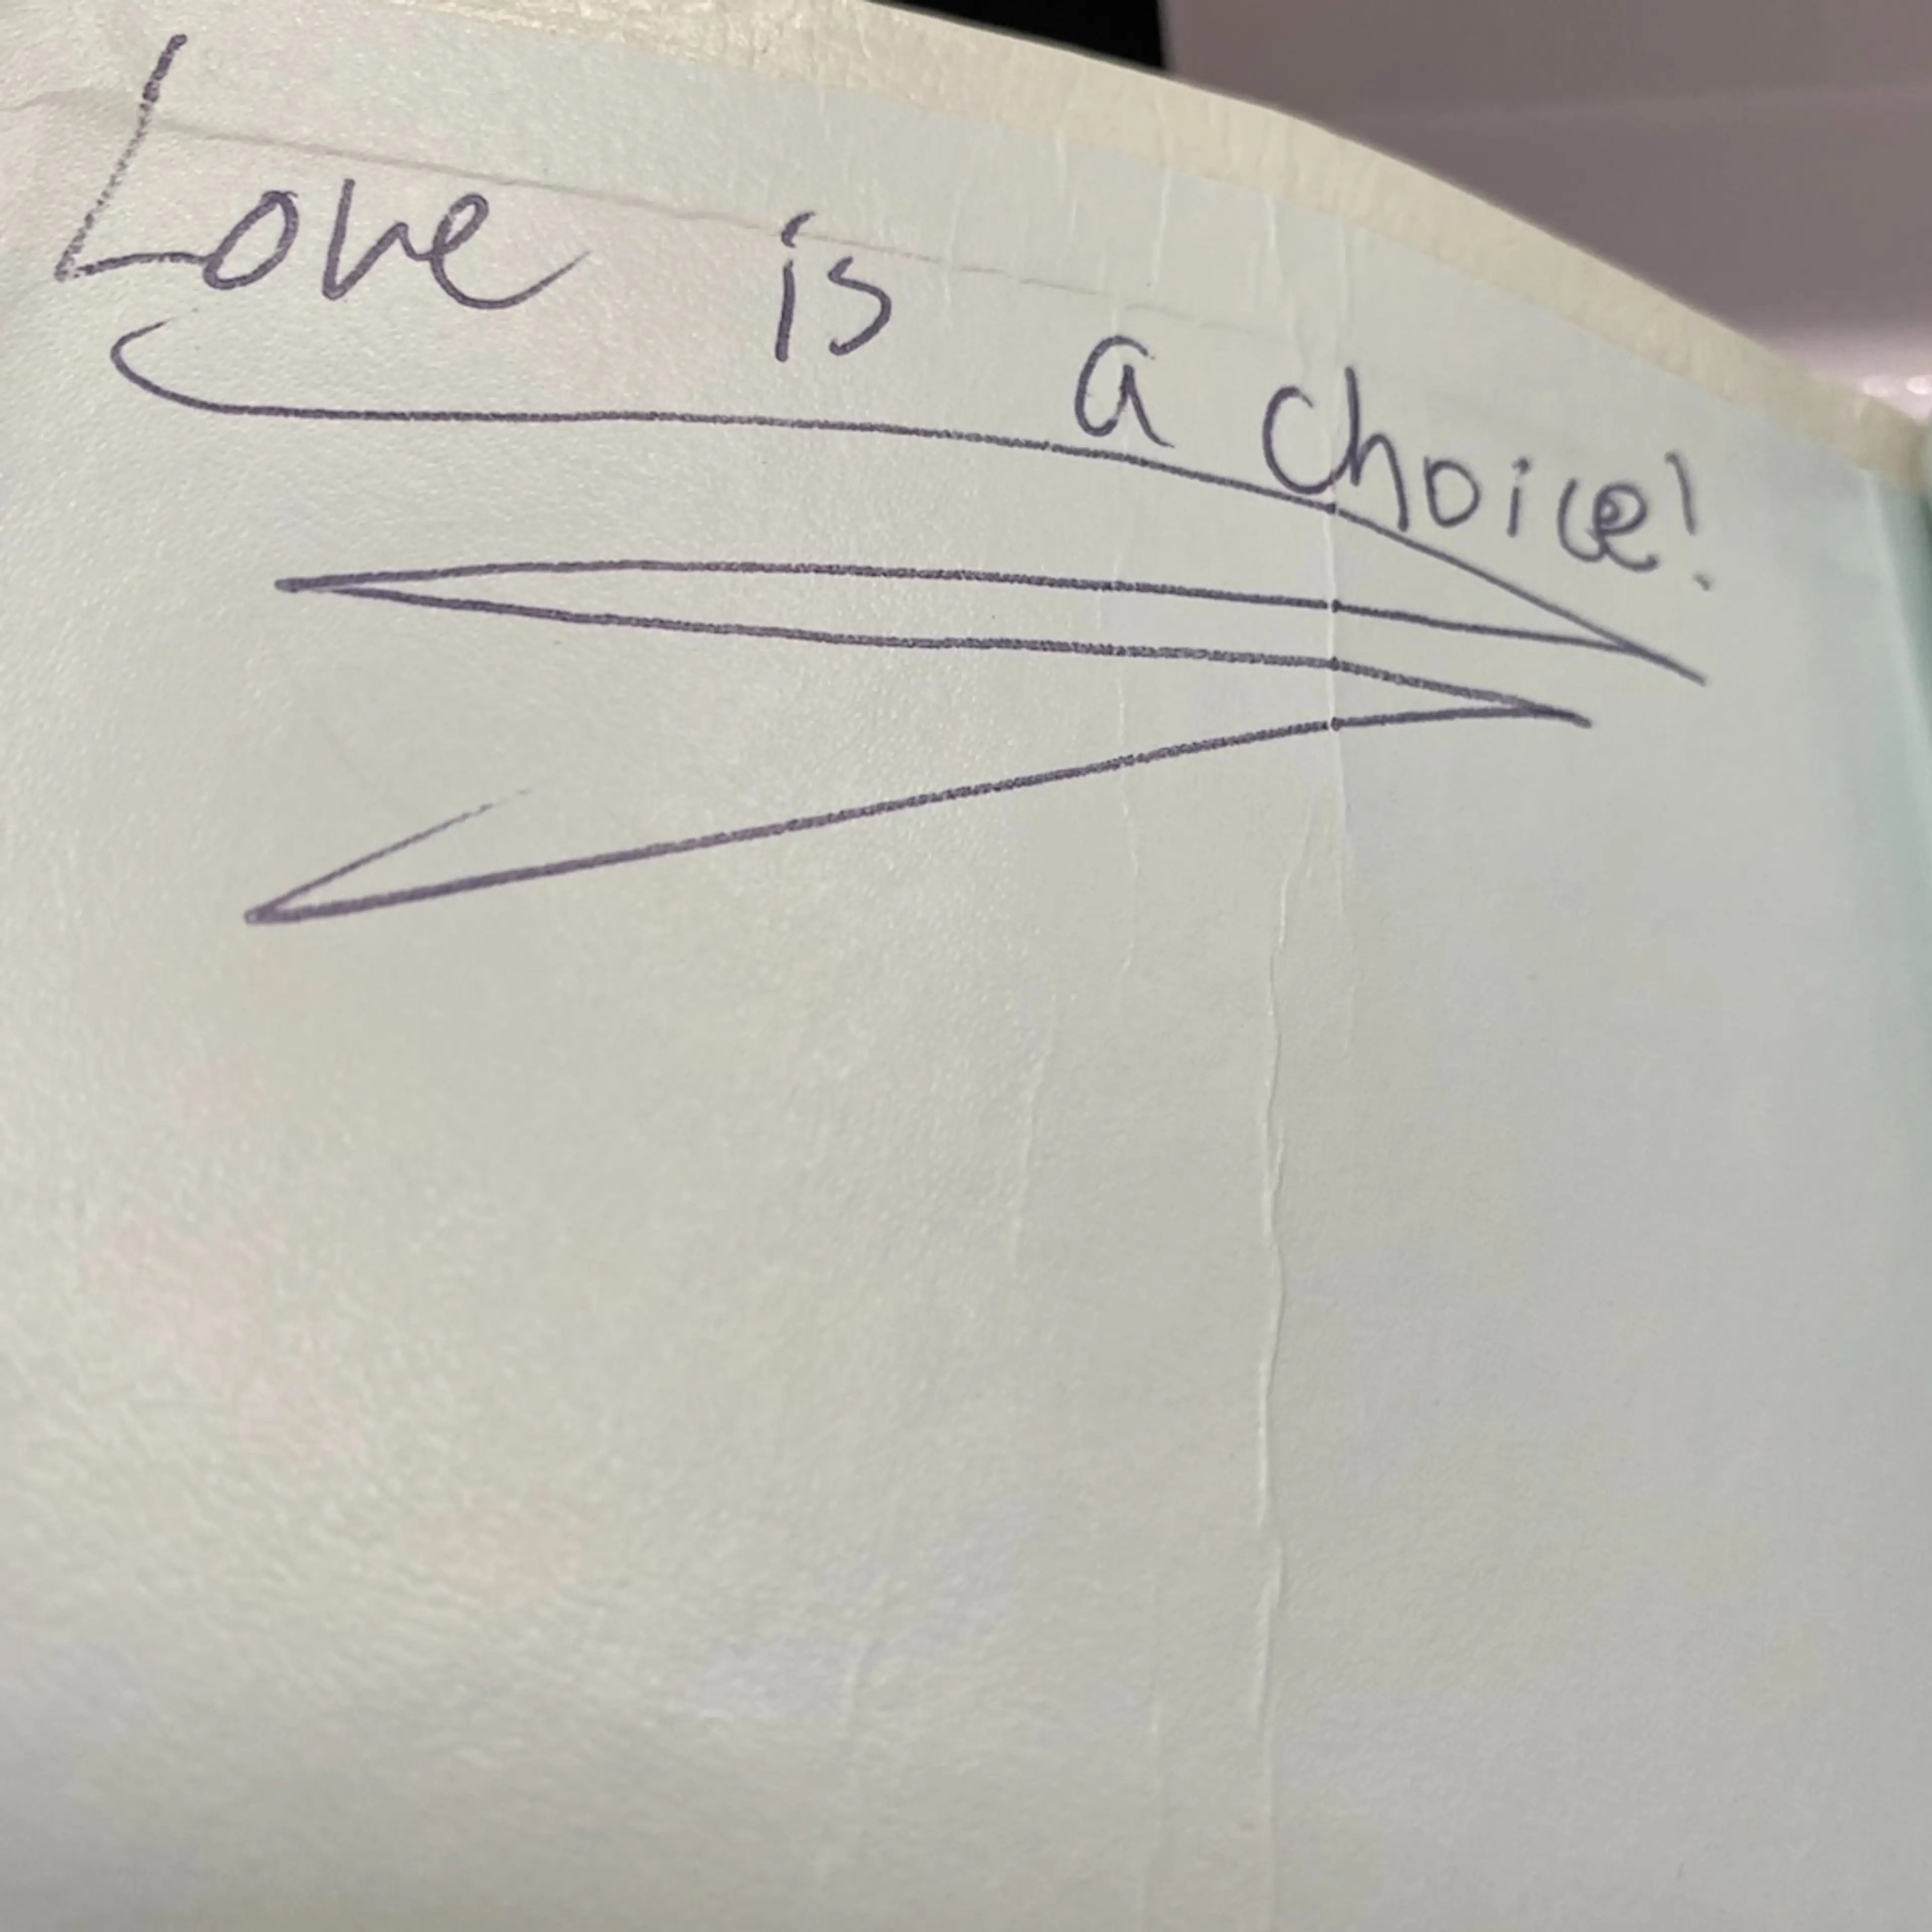 Love is a choice!